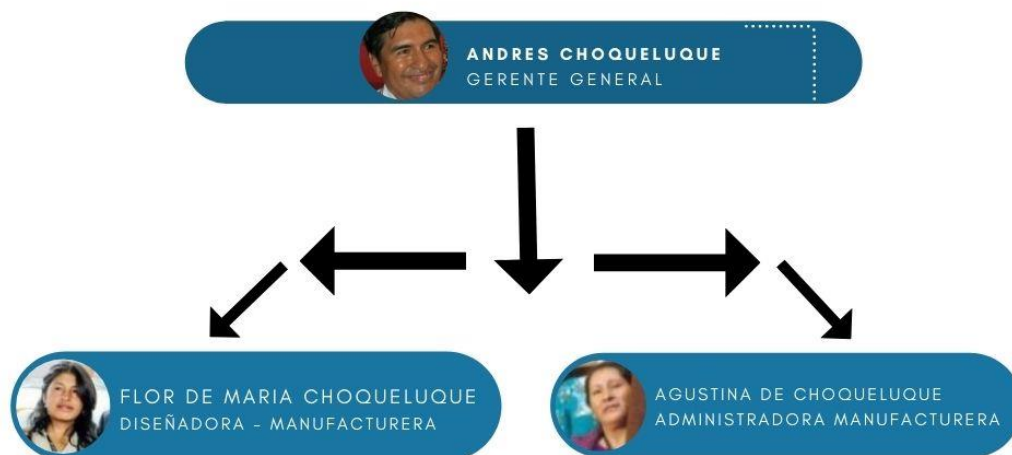 ANDRES CHOQUELUQUE
GERENTE GENERAL
FLOR DE MARIA CHOQUELUQUE
DISEÑADORA - MANUFACTURERA
AGUSTINA DE CHOQUELUQUE
ADMINISTRADORA MANUFACTURERA